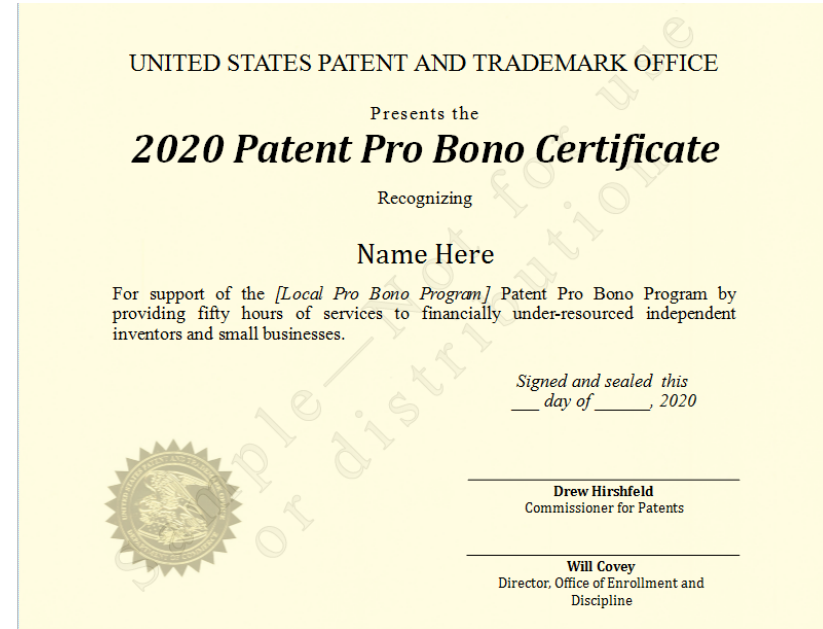 UNITED STATES PATENT AND TRADEMARK OFFICE
Presents the
2020 Patent Pro Bono Certificate
Recognizing
Name Here
For support of the [Local Pro Bono Program] Patent Pro Bono Program by
providing fifty hours of services to financially under-resourced independent
inventors and small businesses.
Signed and sealed this
___ day of ______, 2020
Drew Hirshfeld
Commissioner for Patents
Will Covey
Director, Office of Enrollment and
Discipline
Sample—Not for use
or distribution